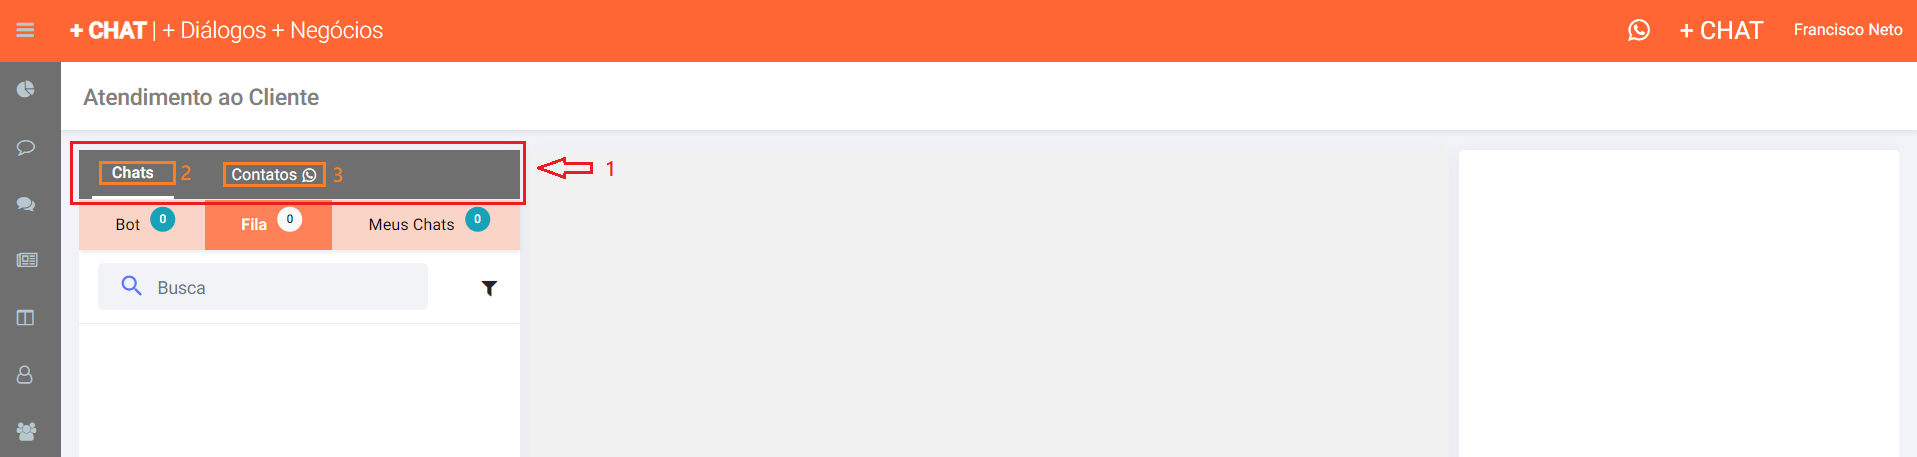 + CHAT | + Diálogos + Negócios
+ CHAT
Francisco Neto
Atendimento ao Cliente
Chats 2 Contatos 3
1
Bot 0 Fila 0 Meus Chats 0
Busca